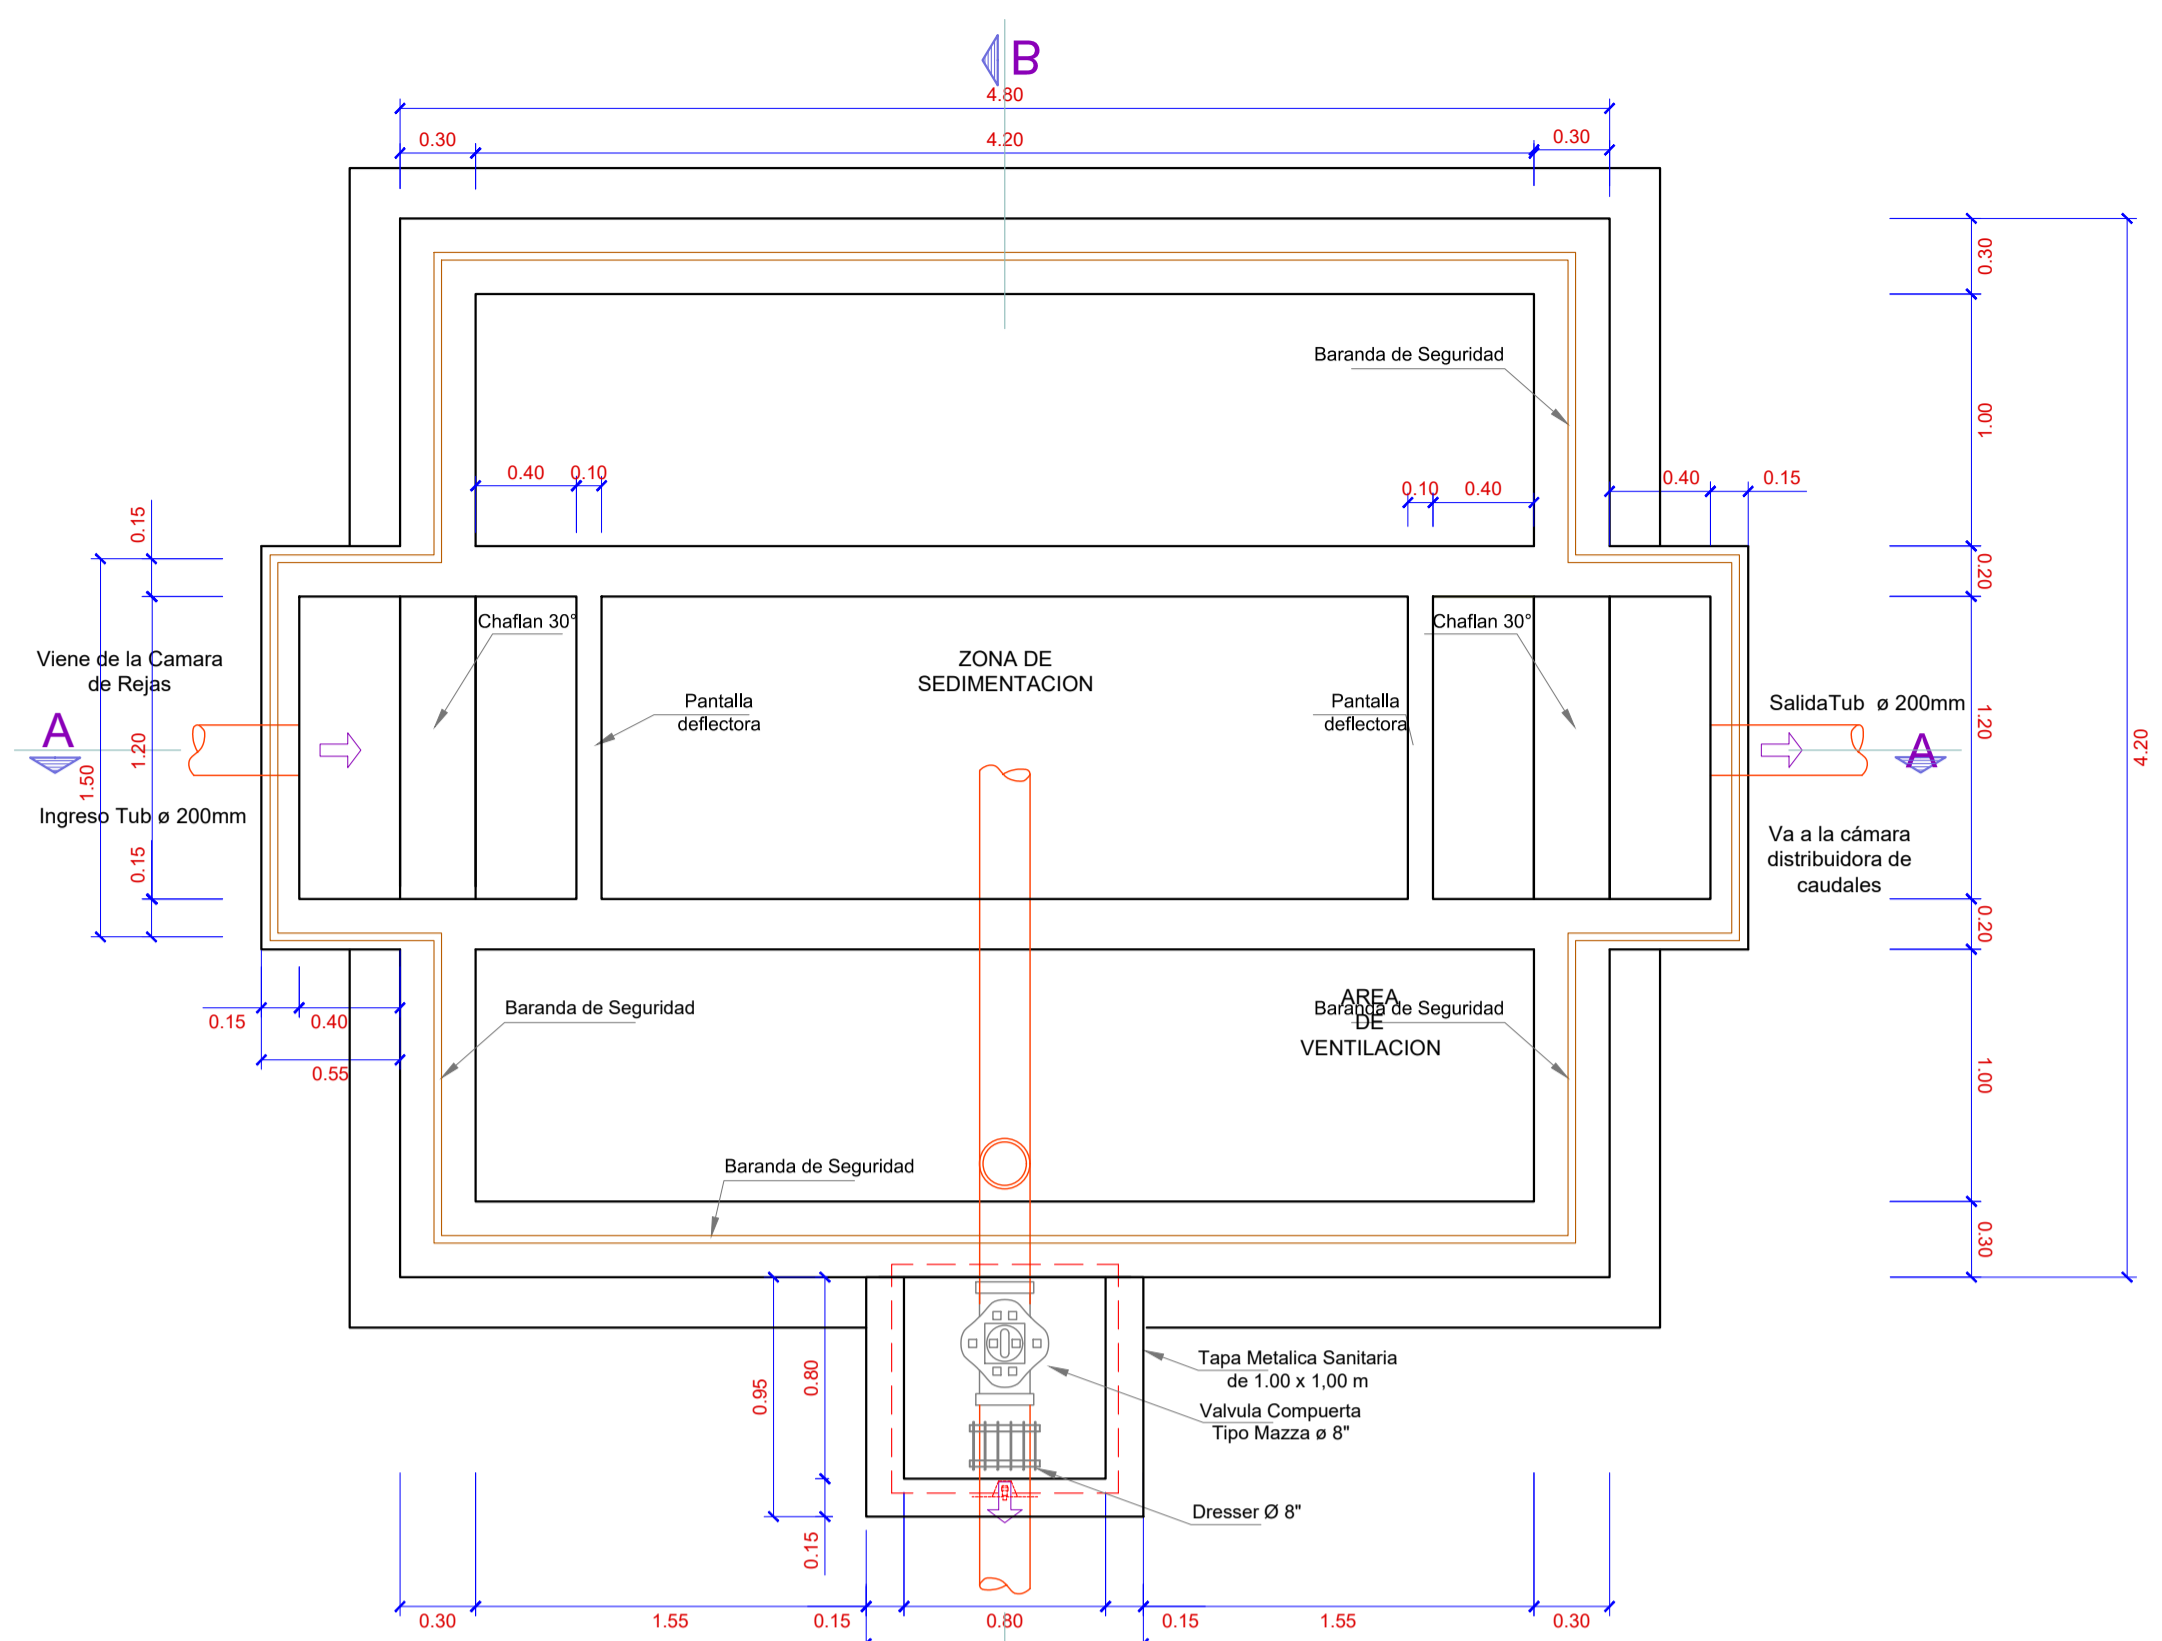 B
4.80
0.30
4.20
0.30
0.30
Baranda de Seguridad
1.00
0.40
0.10
0.10
0.40
0.40
0.15
0.15
0.20
Chaflan 30°
Chaflan 30°
Viene de la Camara
de Rejas
ZONA DE
SEDIMENTACION
Pantalla
deflectora
Pantalla
deflectora
SalidaTub ø 200mm
A
1.20
1.50
1.20
4.20
A
Ingreso Tub ø 200mm
Va a la cámara
distribuidora de
caudales
0.15
0.20
Baranda de Seguridad
AREA
DE
VENTILACION
Baranda de Seguridad
0.15
0.40
0.55
1.00
Baranda de Seguridad
0.30
0.95
0.80
Tapa Metalica Sanitaria
de 1.00 x 1,00 m
Valvula Compuerta
Tipo Mazza ø 8"
Dresser Ø 8"
0.15
0.30
1.55
0.15
0.80
0.15
1.55
0.30